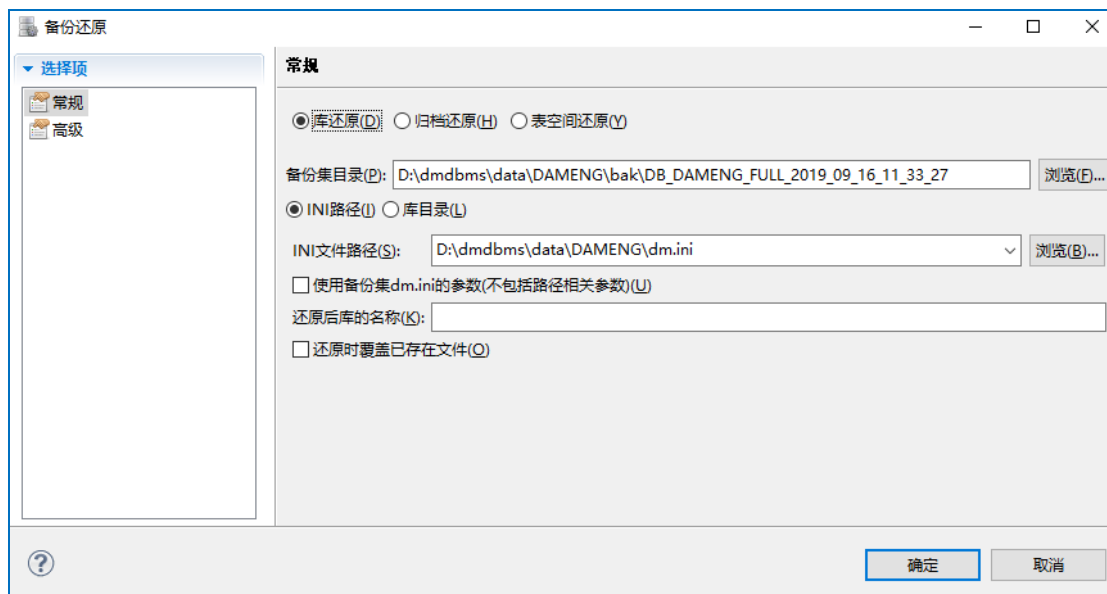 备份还原
选择项
常规
高级
常规
库还原(D) 归档还原(H) 表空间还原(Y)
备份集目录(P): D:\dmdbms\data\DAMENG\bak\DB_DAMENG_FULL_2019_09_16_11_33_27 浏览(F)...
INI路径(I) 库目录(L)
INI文件路径(S): D:\dmdbms\data\DAMENG\dm.ini 浏览(B)...
使用备份集dm.ini的参数(不包括路径相关参数)(U)
还原后库的名称(K):
还原时覆盖已存在文件(O)
?
确定 取消